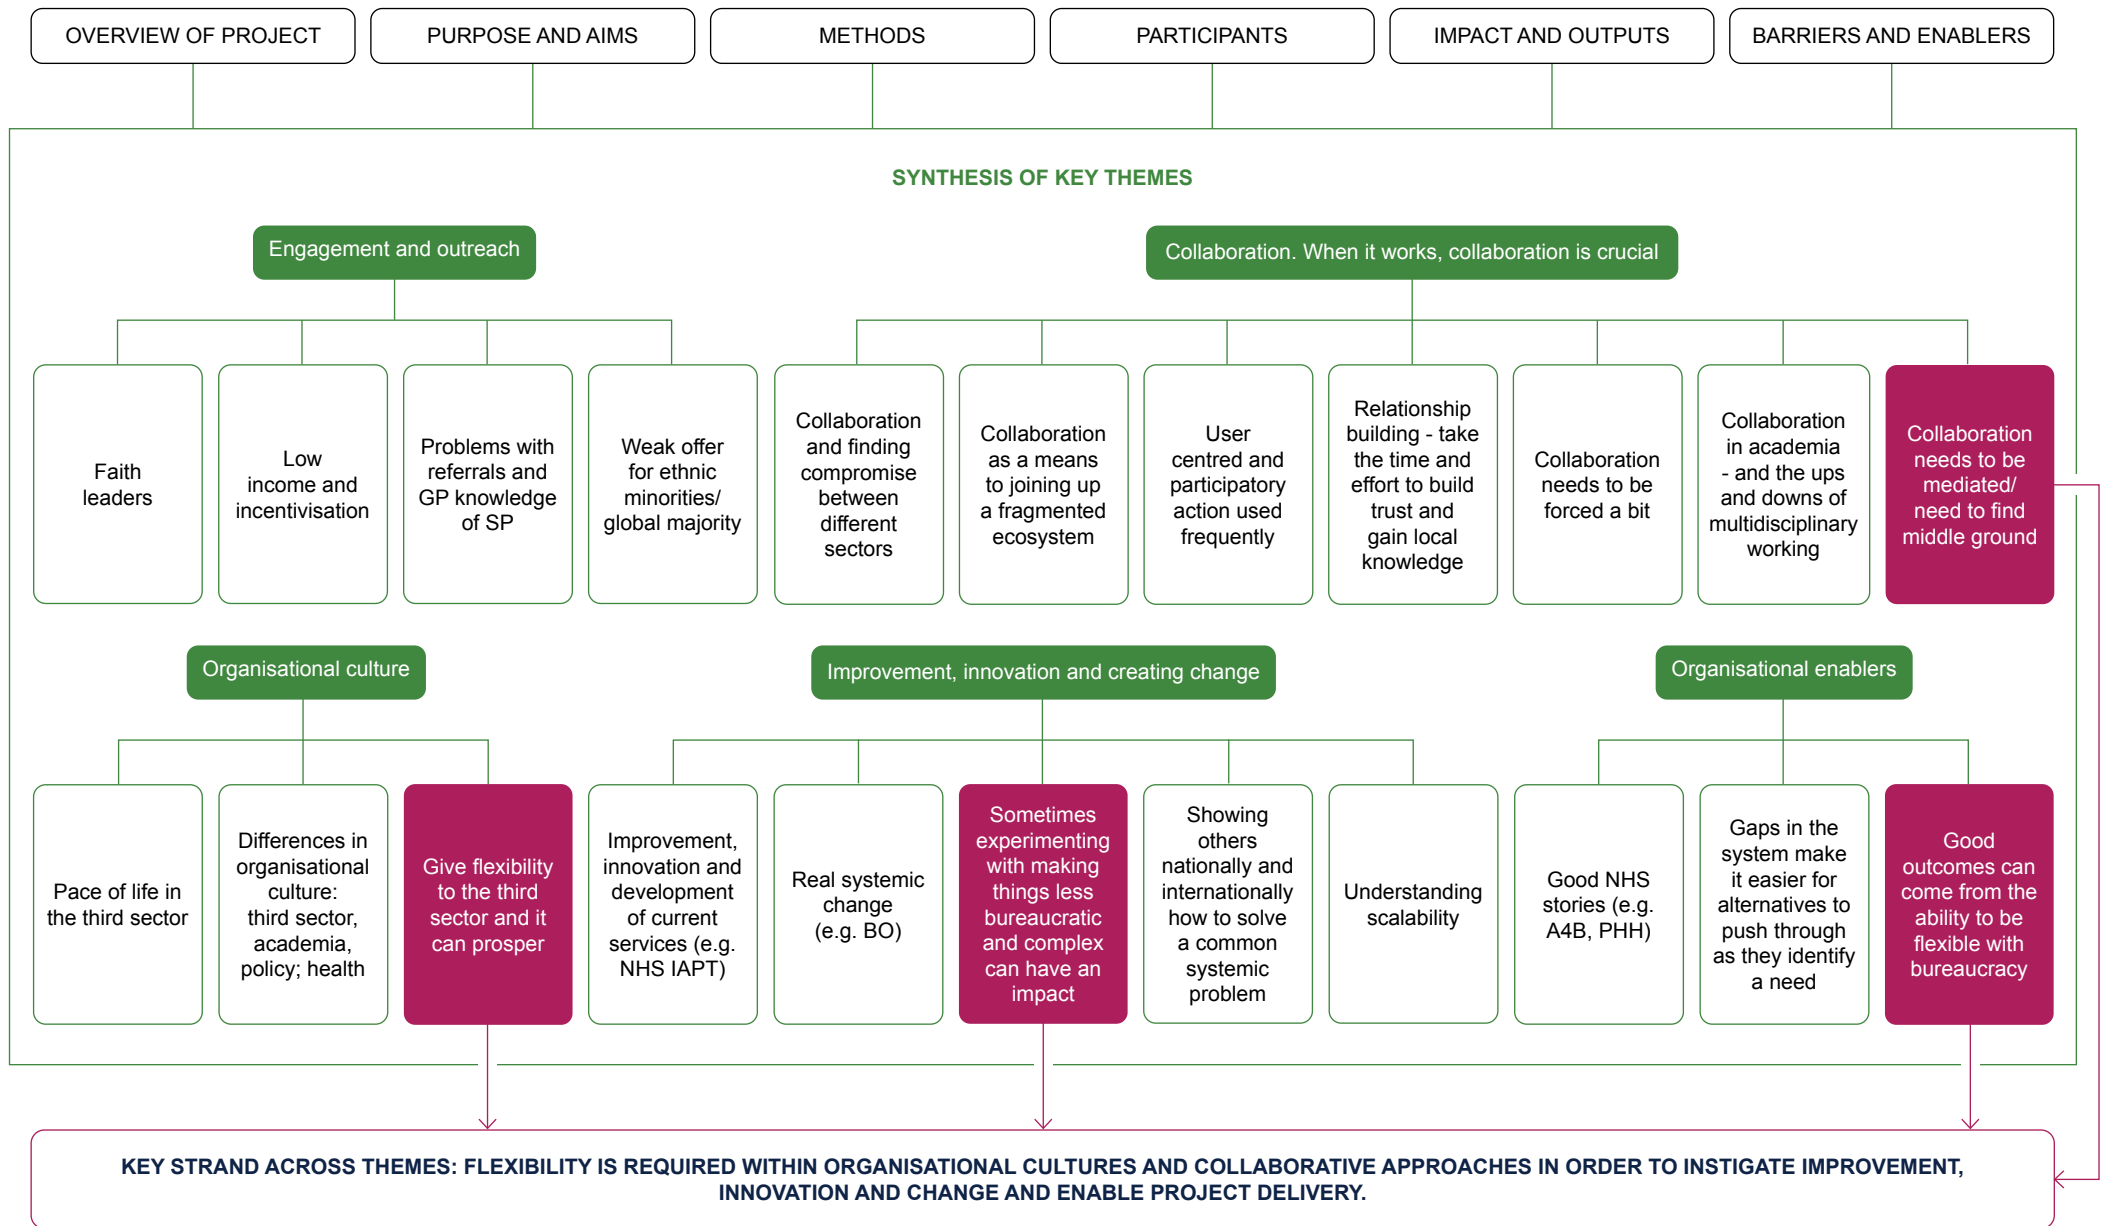 OVERVIEW OF PROJECT
PURPOSE AND AIMS
METHODS
PARTICIPANTS
IMPACT AND OUTPUTS
BARRIERS AND ENABLERS
SYNTHESIS OF KEY THEMES
Engagement and outreach
Collaboration. When it works, collaboration is crucial
Faith
leaders
Low
income and
incentivisation
Problems with
referrals and
GP knowledge
of SP
Weak offer
for ethnic
minorities/
global majority
Collaboration
and finding
compromise
between
different
sectors
Collaboration
as a means
to joining up
a fragmented
ecosystem
User
centred and
participatory
action used
frequently
Relationship
building - take
the time and
effort to build
trust and
gain local
knowledge
Collaboration
needs to be
forced a bit
Collaboration
in academia
- and the ups
and downs of
multidisciplinary
working
Collaboration
needs to be
mediated/
need to find
middle ground
Organisational culture
Improvement, innovation and creating change
Organisational enablers
Pace of life in
the third sector
Differences in
organisational
culture:
third sector,
academia,
policy; health
Give flexibility
to the third
sector and it
can prosper
Improvement,
innovation and
development
of current
services (e.g.
NHS IAPT)
Real systemic
change
(e.g. BO)
Sometimes
experimenting
with making
things less
bureaucratic
and complex
can have an
impact
Showing
others
nationally and
internationally
how to solve
a common
systemic
problem
Understanding
scalability
Good NHS
stories (e.g.
A4B, PHH)
Gaps in the
system make
it easier for
alternatives to
push through
as they identify
a need
Good
outcomes can
come from the
ability to be
flexible with
bureaucracy
KEY STRAND ACROSS THEMES: FLEXIBILITY IS REQUIRED WITHIN ORGANISATIONAL CULTURES AND COLLABORATIVE APPROACHES IN ORDER TO INSTIGATE IMPROVEMENT,
INNOVATION AND CHANGE AND ENABLE PROJECT DELIVERY.